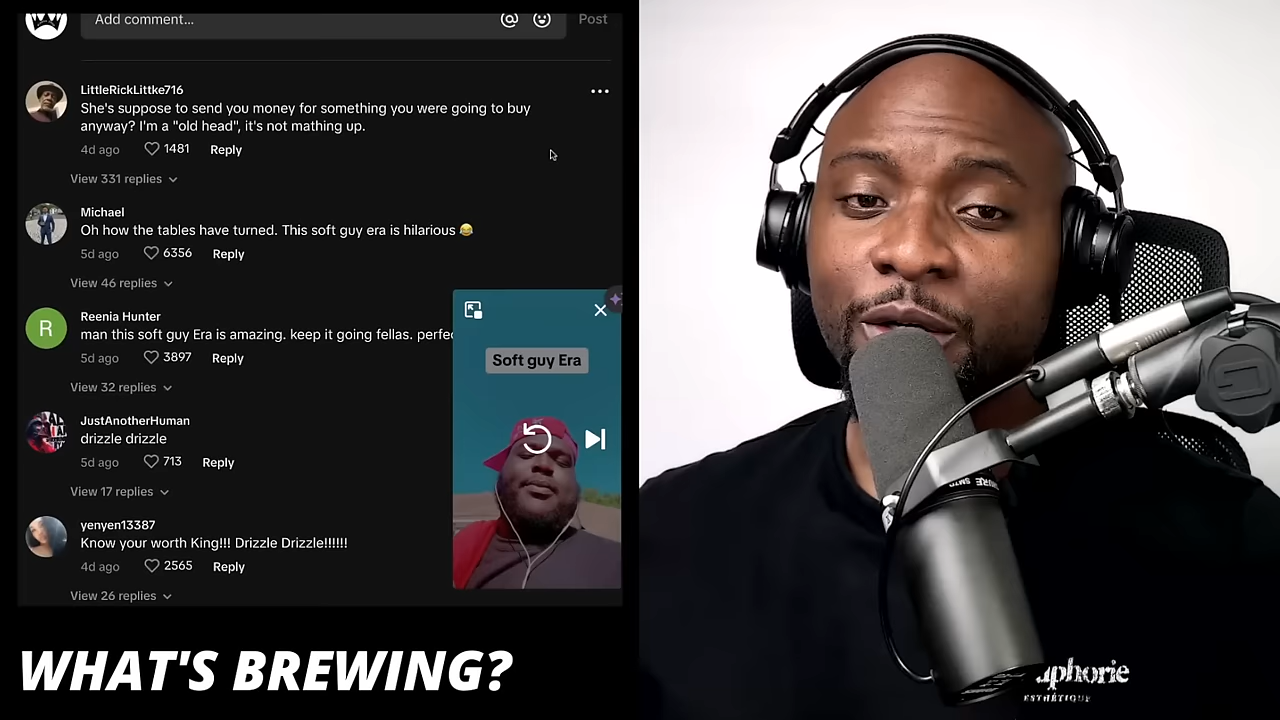 Add comment...
@
Post
LittleRickLittke716
She's suppose to send you money for something you were going to buy
anyway? I'm a "old head", it's not mathing up.
4d ago 1481 Reply
View 331 replies
Michael
Oh how the tables have turned. This soft guy era is hilarious 😂
5d ago 6356 Reply
View 46 replies
R
Reenia Hunter
man this soft guy Era is amazing. keep it going fellas.
5d ago 3897 Reply
View 32 replies
JustAnotherHuman
drizzle drizzle
5d ago 713 Reply
View 17 replies
yenyen13387
Know your worth King!!! Drizzle Drizzle!!!!!!
4d ago 2565 Reply
View 26 replies
Soft guy Era
WHAT'S BREWING?
SHURE SM7B